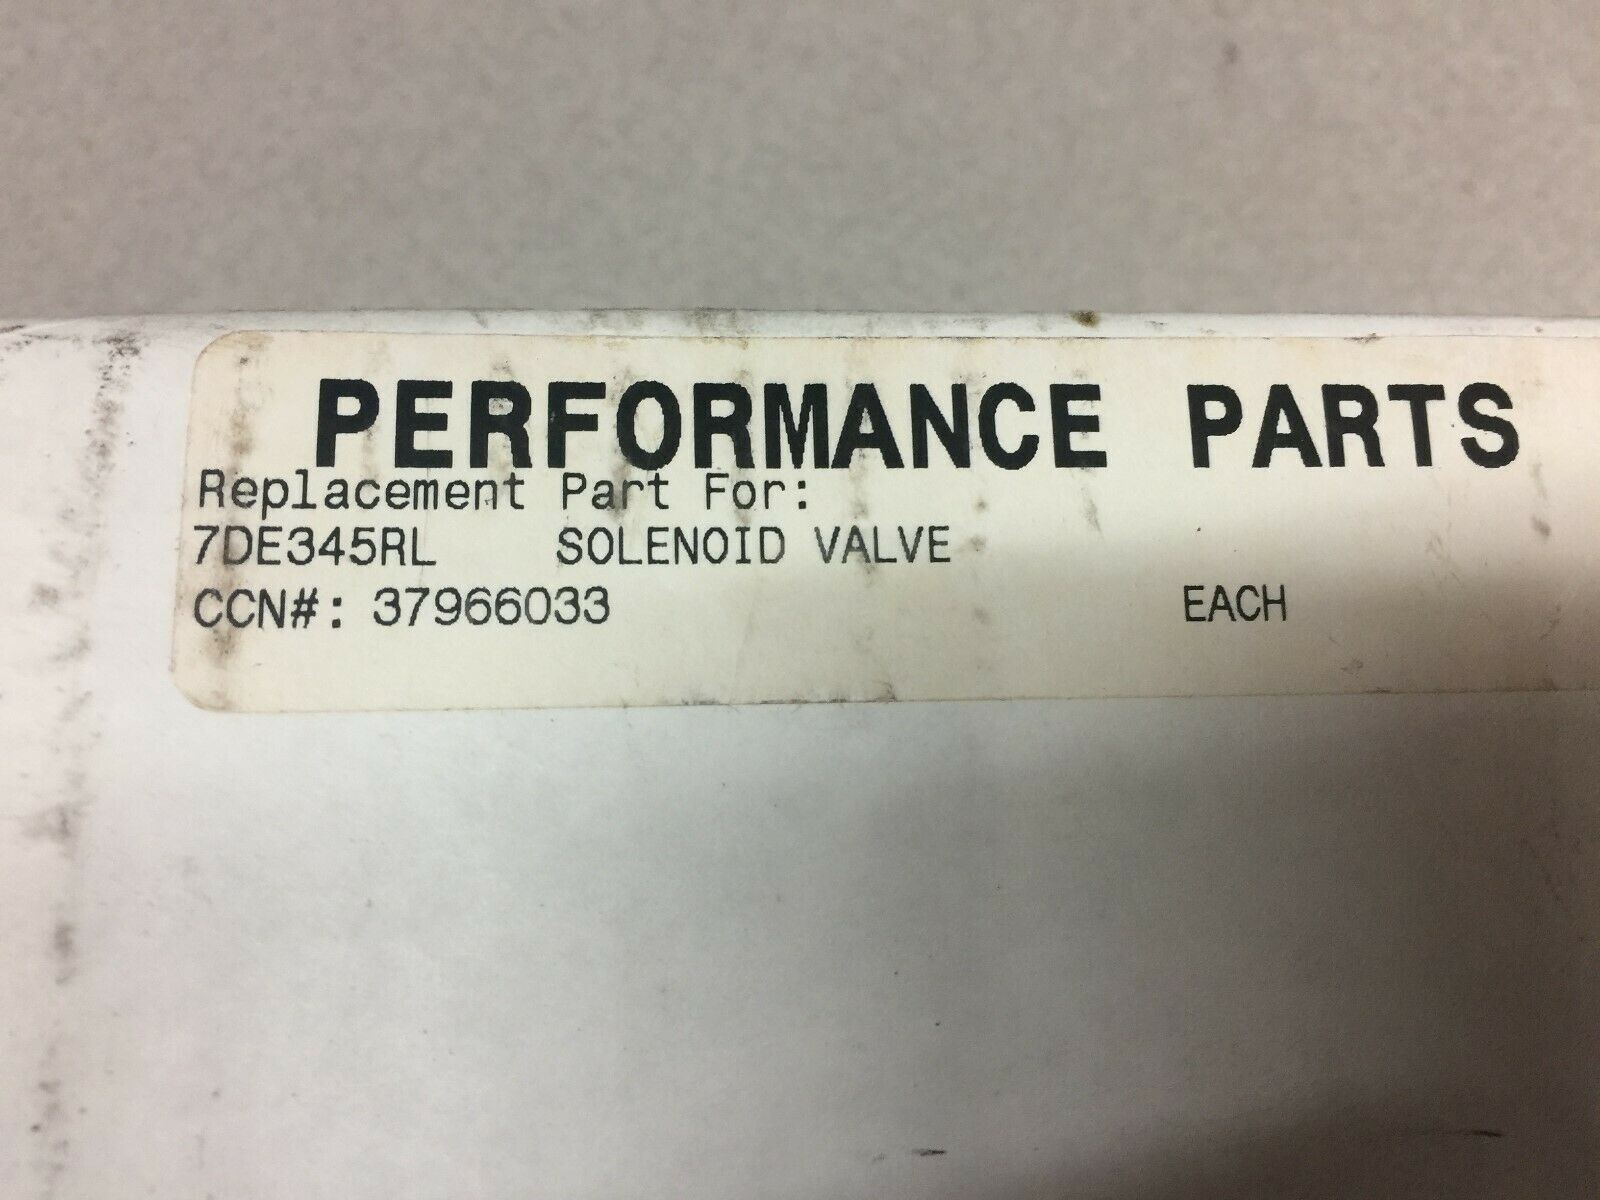 PERFORMANCE PARTS
Replacement Part For:
7DE345RL SOLENOID VALVE
CCN#: 37966033 EACH